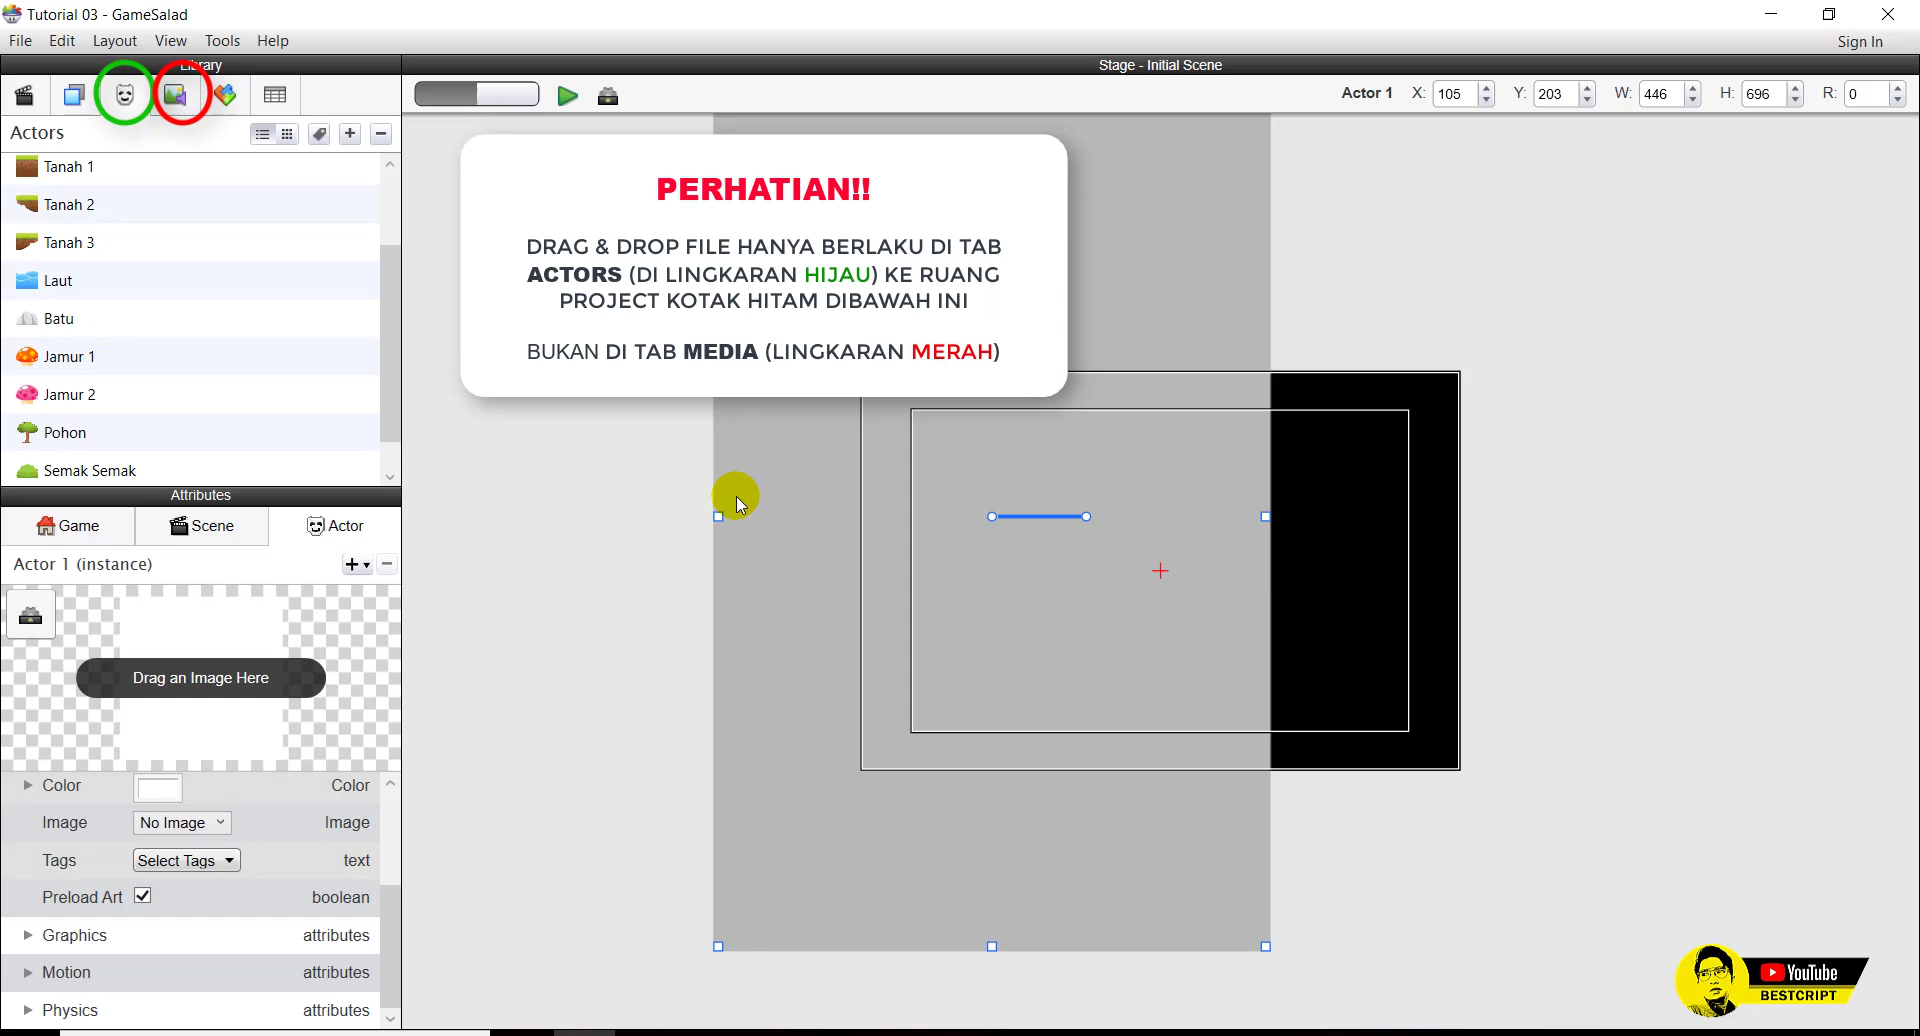 Tutorial 03 - GameSalad
File Edit Layout View Tools Help
Sign In
Library
Stage - Initial Scene
Actor 1 X: 105 Y: 203 W: 446 H: 696 R: 0
Actors
Tanah 1
Tanah 2
Tanah 3
Laut
Batu
Jamur 1
Jamur 2
Pohon
Semak Semak
PERHATIAN!!
DRAG & DROP FILE HANYA BERLAKU DI TAB
ACTORS (DI LINGKARAN HIJAU) KE RUANG
PROJECT KOTAK HITAM DIBAWAH INI
BUKAN DI TAB MEDIA (LINGKARAN MERAH)
Attributes
Game Scene Actor
Actor 1 (instance)
Drag an Image Here
Color Color
Image No Image Image
Tags Select Tags text
Preload Art boolean
Graphics attributes
Motion attributes
Physics attributes
YouTube
BESTCRIPT